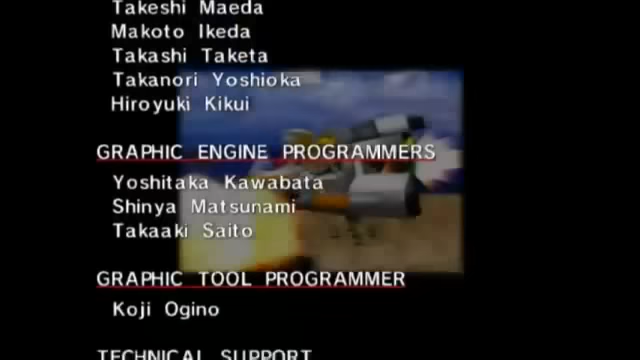 Takeshi Maeda
Makoto Ikeda
Takashi Taketa
Takanori Yoshioka
Hiroyuki Kikui
GRAPHIC ENGINE PROGRAMMERS
Yoshitaka Kawabata
Shinya Matsunami
Takaaki Saito
GRAPHIC TOOL PROGRAMMER
Koji Ogino
TECHNICAL SUPPORT